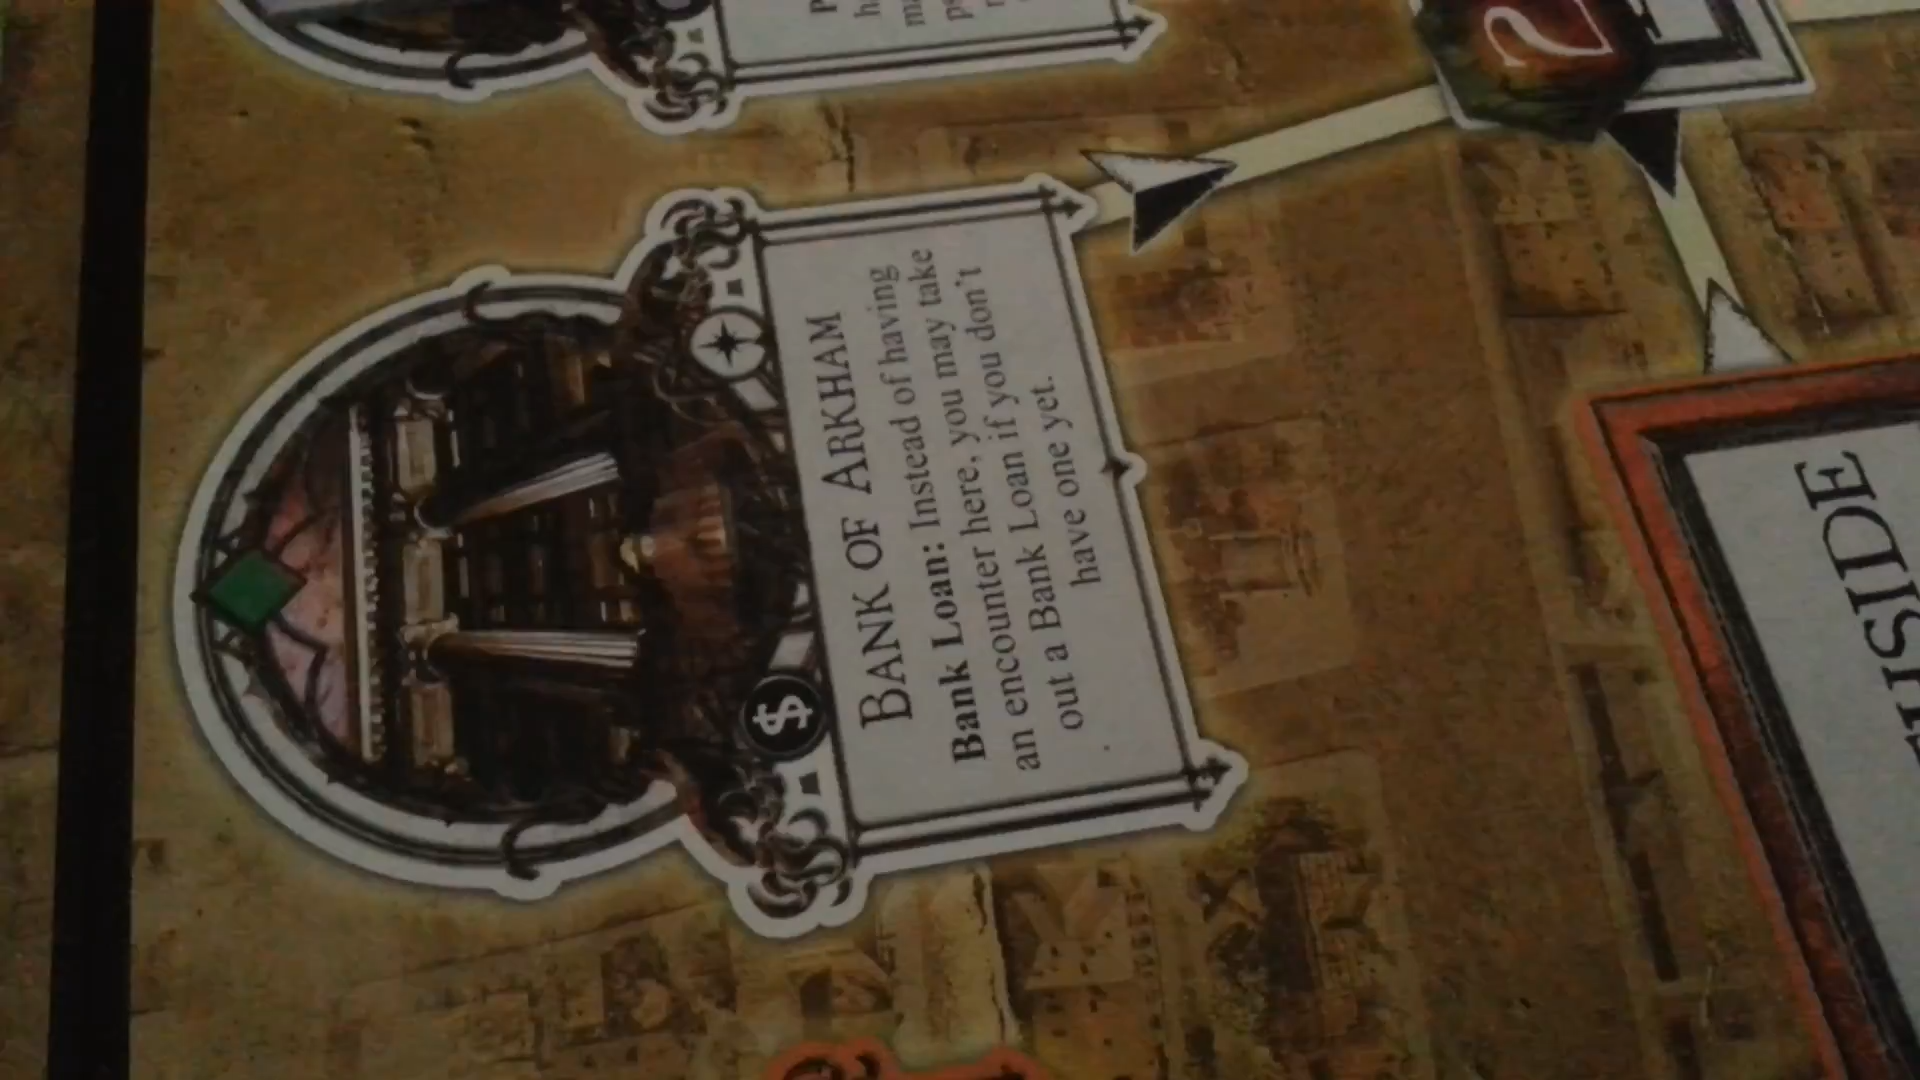 BANK OF ARKHAM
Bank Loan: Instead of having
an encounter here, you may take
out a Bank Loan if you don't
have one yet.
$
2